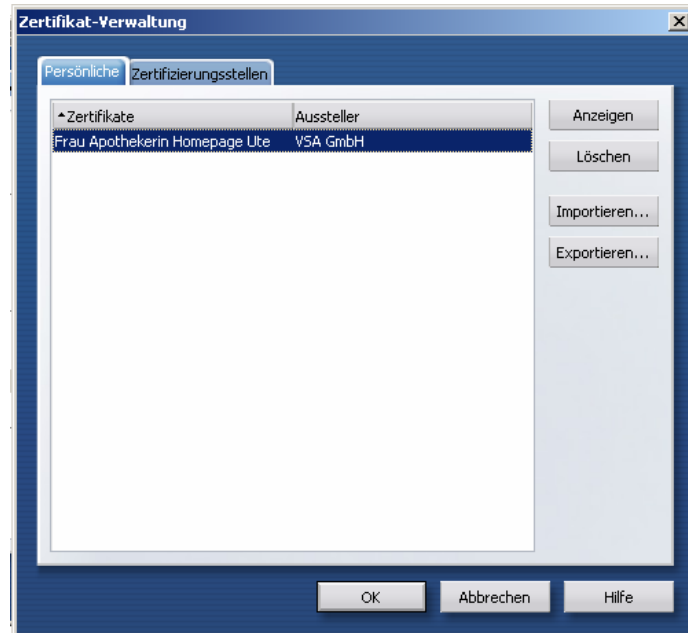 Zertifikat-Verwaltung
Persönliche Zertifizierungsstellen
Zertifikate Aussteller
Frau Apothekerin Homepage Ute VSA GmbH
Anzeigen
Löschen
Importieren...
Exportieren...
OK Abbrechen Hilfe